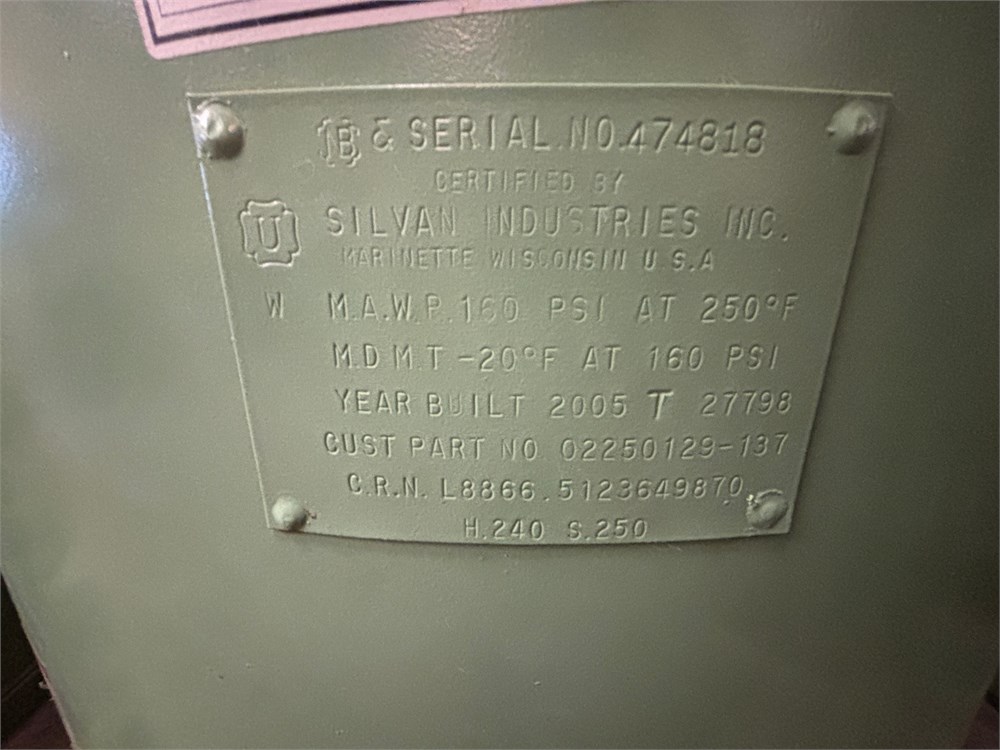 NB & SERIAL NO. 474818
CERTIFIED BY
U SILVAN INDUSTRIES INC.
MARINETTE WISCONSIN U.S.A
W M.A.W.P. 160 PSI AT 250°F
M.D.M.T -20°F AT 160 PSI
YEAR BUILT 2005 T 27798
CUST PART NO. 02250129-137
C.R.N. L8866.5123649870
H.240 S.250